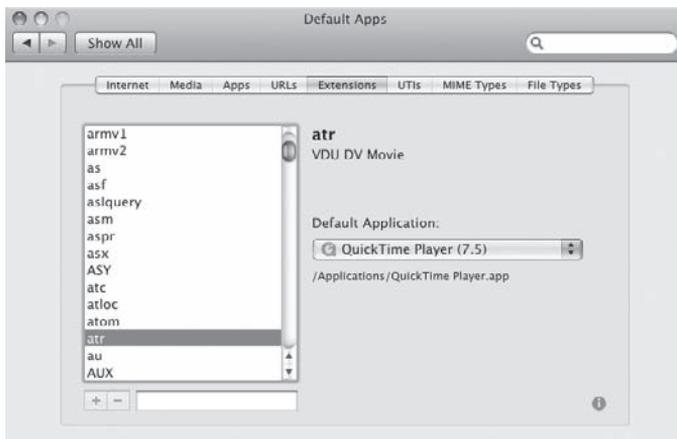 Default Apps
Show All
Internet Media Apps URLs Extensions UTIs MIME Types File Types
armv1
armv2
as
asf
aslquery
asm
aspr
asx
ASY
atc
atloc
atom
atr
au
AUX
atr
VDU DV Movie
Default Application:
QuickTime Player (7.5)
/Applications/QuickTime Player.app